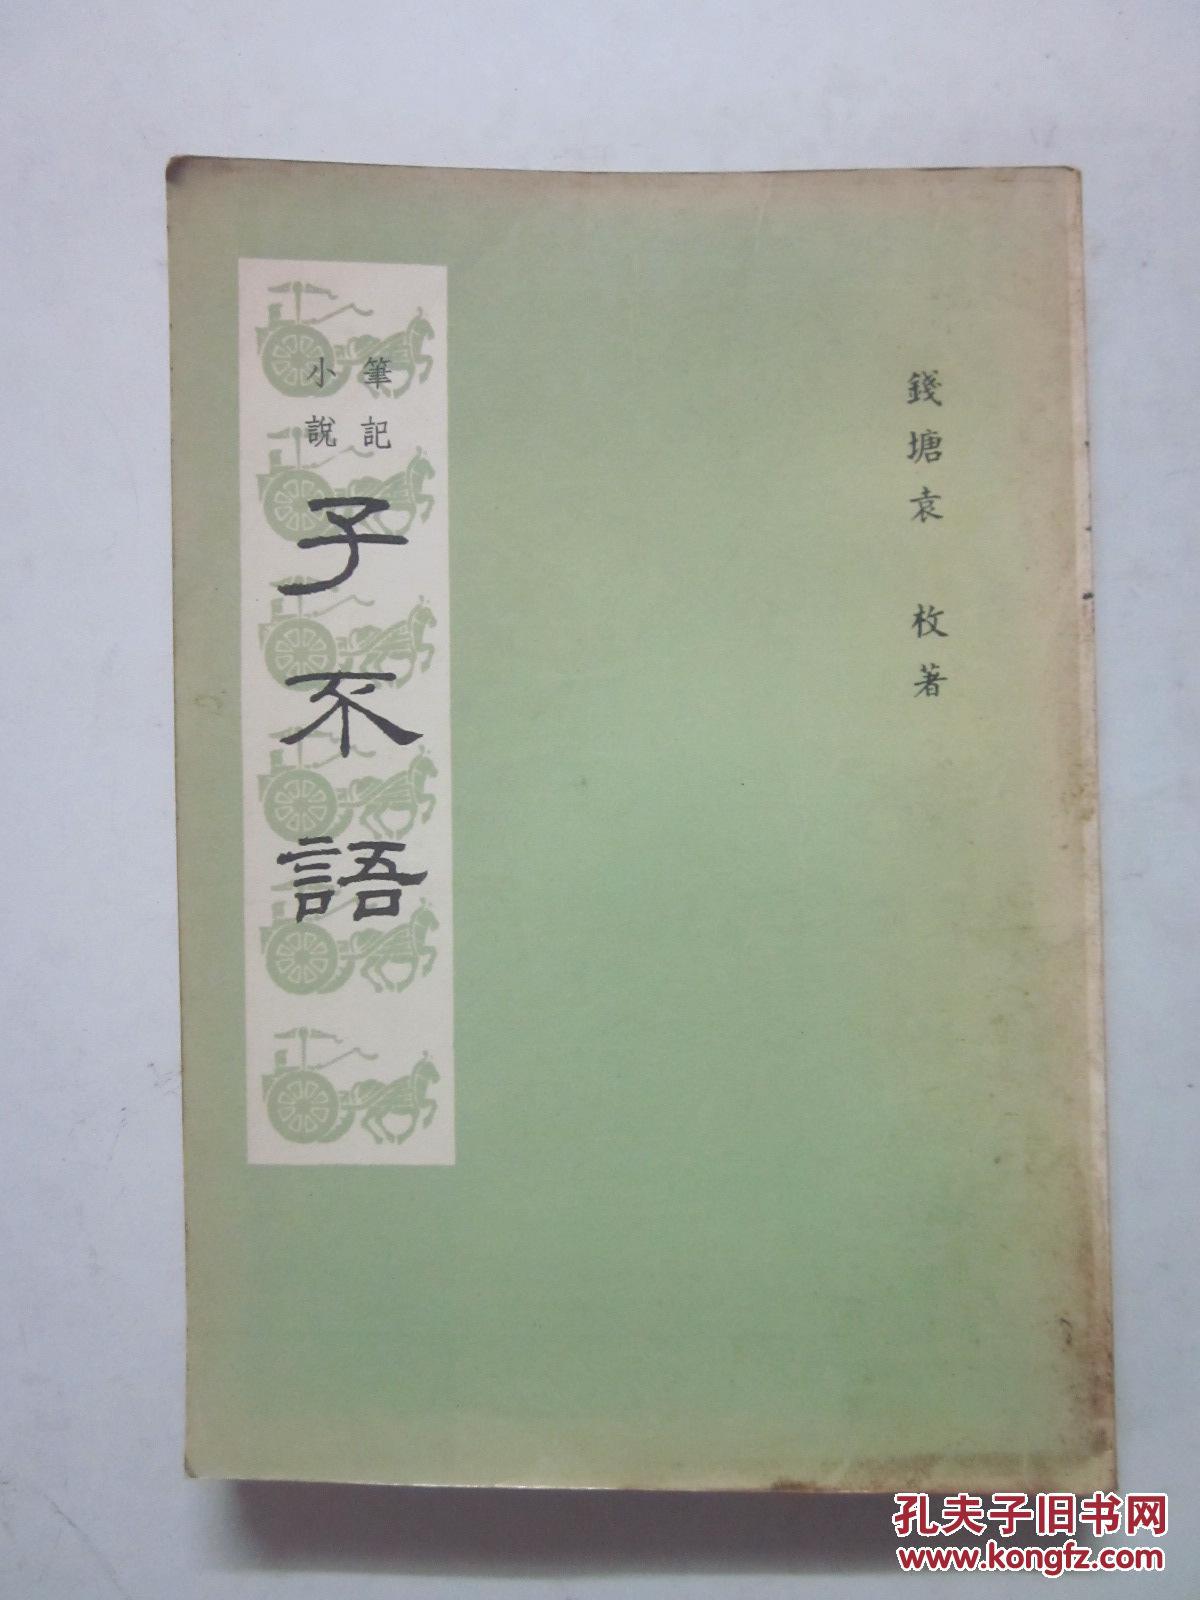 錢塘袁 枚著
筆記
小說
子不語
孔夫子旧书网
www.kongfz.com